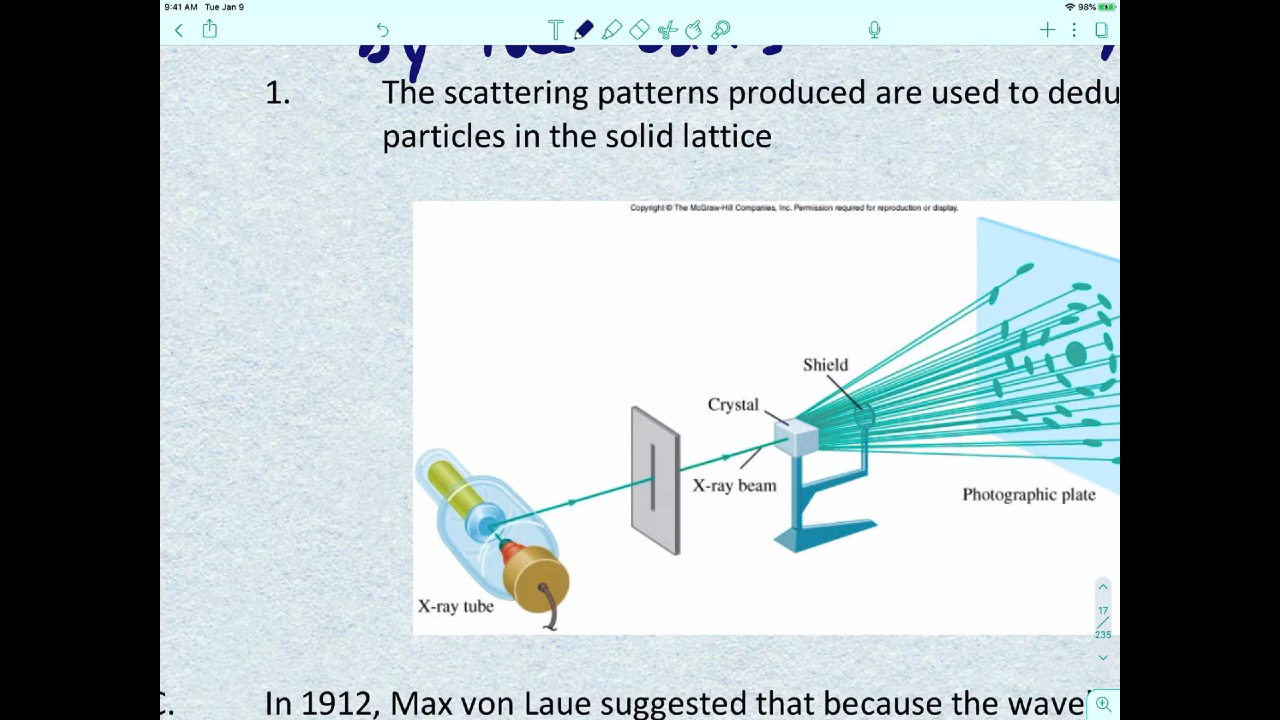 9:41 AM Tue Jan 9
98%
1. The scattering patterns produced are used to dedu
particles in the solid lattice
Copyright © The McGraw-Hill Companies, Inc. Permission required for reproduction or display.
Shield
Crystal
X-ray beam
Photographic plate
X-ray tube
17
235
In 1912, Max von Laue suggested that because the wave